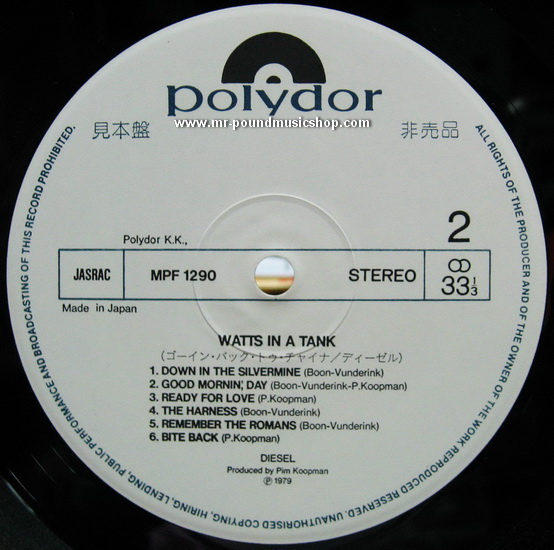 polydor
www.mr-poundmusicshop.com
見本盤
非売品
2
Polydor K.K.,
JASRAC
MPF 1290
STEREO
33 1/3
Made in Japan
WATTS IN A TANK
(ゴーイン・バック・トゥ・チャイナ/ディーゼル)
1. DOWN IN THE SILVERMINE (Boon-Vunderink)
2. GOOD MORNIN', DAY (Boon-Vunderink-P.Koopman)
3. READY FOR LOVE (P.Koopman)
4. THE HARNESS (Boon-Vunderink)
5. REMEMBER THE ROMANS (Boon-Vunderink)
6. BITE BACK (P.Koopman)
DIESEL
Produced by Pim Koopman
℗ 1979
ALL RIGHTS OF THE PRODUCER AND OF THE OWNER OF THE WORK REPRODUCED RESERVED. UNAUTHORISED COPYING, HIRING, LENDING, PUBLIC PERFORMANCE AND BROADCASTING OF THIS RECORD PROHIBITED.